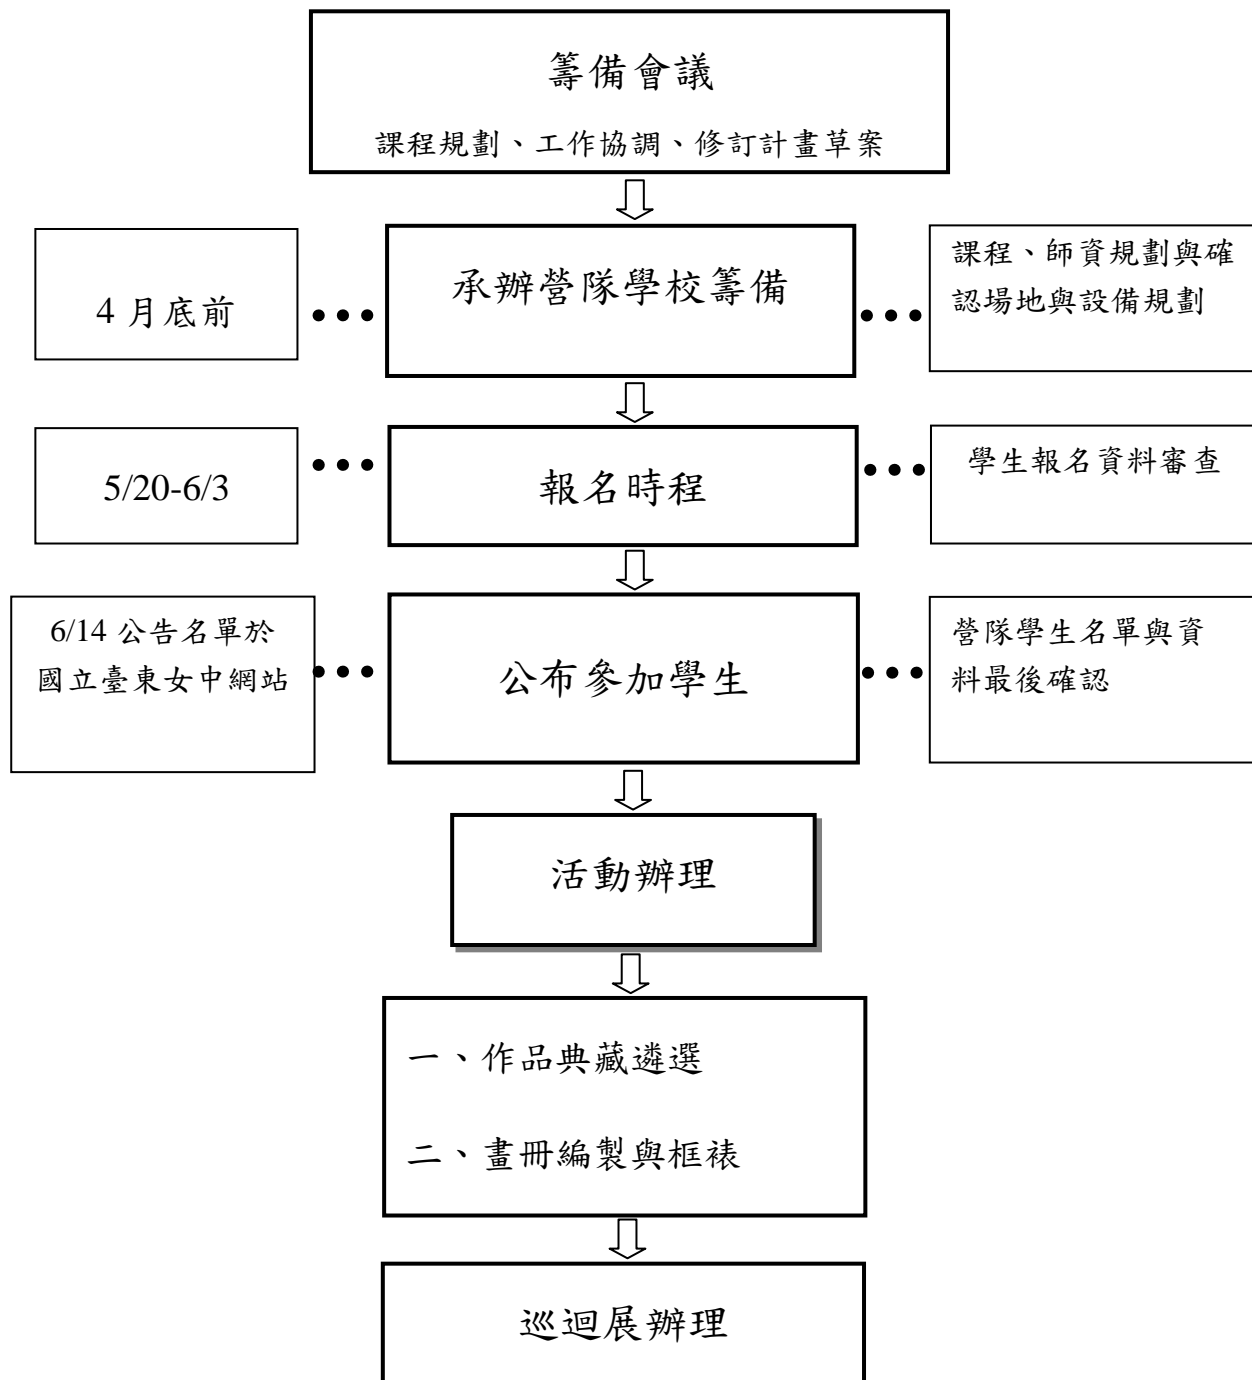 籌備會議
課程規劃、工作協調、修訂計畫草案
4 月底前
承辦營隊學校籌備
課程、師資規劃與確
認場地與設備規劃
5/20-6/3
報名時程
學生報名資料審查
6/14 公告名單於
國立臺東女中網站
公布參加學生
營隊學生名單與資
料最後確認
活動辦理
一、作品典藏遴選
二、畫冊編製與框裱
巡迴展辦理